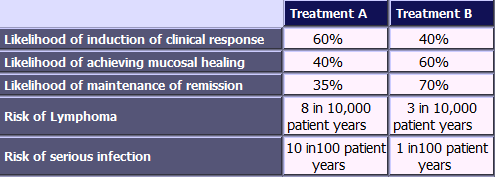 Treatment A Treatment B
Likelihood of induction of clinical response 60% 40%
Likelihood of achieving mucosal healing 40% 60%
Likelihood of maintenance of remission 35% 70%
Risk of Lymphoma 8 in 10,000 patient years 3 in 10,000 patient years
Risk of serious infection 10 in100 patient years 1 in100 patient years